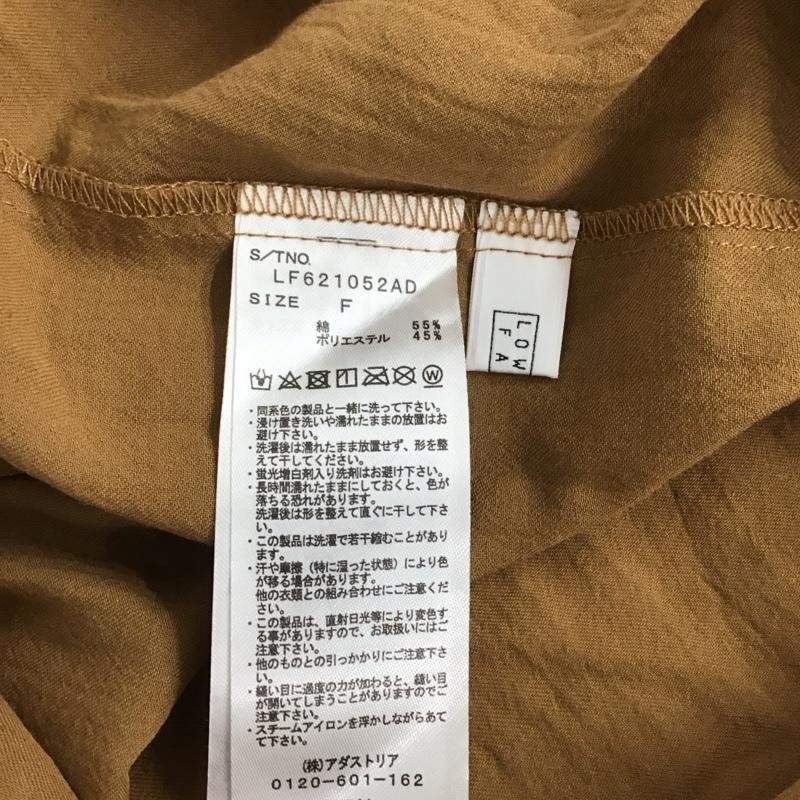 S/TNO.
LF621052AD
SIZE F
綿 55%
ポリエステル 45%
・同系色の製品と一緒に洗って下さい。
・浸け置き洗いや濡れたままの放置はお
避け下さい。
・洗濯後は濡れたまま放置せず、形を整
えて干してください。
・蛍光増白剤入り洗剤はお避け下さい。
・長時間濡れたままにしておくと、色が
落ちる恐れがあります。
洗濯後は形を整えて直ぐに干して下さ
い。
・この製品は洗濯で若干縮むことがあり
ます。
・汗や摩擦（特に湿った状態）により色
が移る場合があります。
他の衣類との組み合わせにご注意くだ
さい。
・この製品は、直射日光等により変色す
る事がありますので、お取扱いにはご
注意下さい。
・他のものとの引っかかりにご注意下さ
い。
・縫い目に過度の力が加わると、縫い目
が開いてしまうことがありますのでご
注意下さい。
・スチームアイロンを浮かしながらあて
て下さい。
(株)アダストリア
0120-601-162
LOW
FA